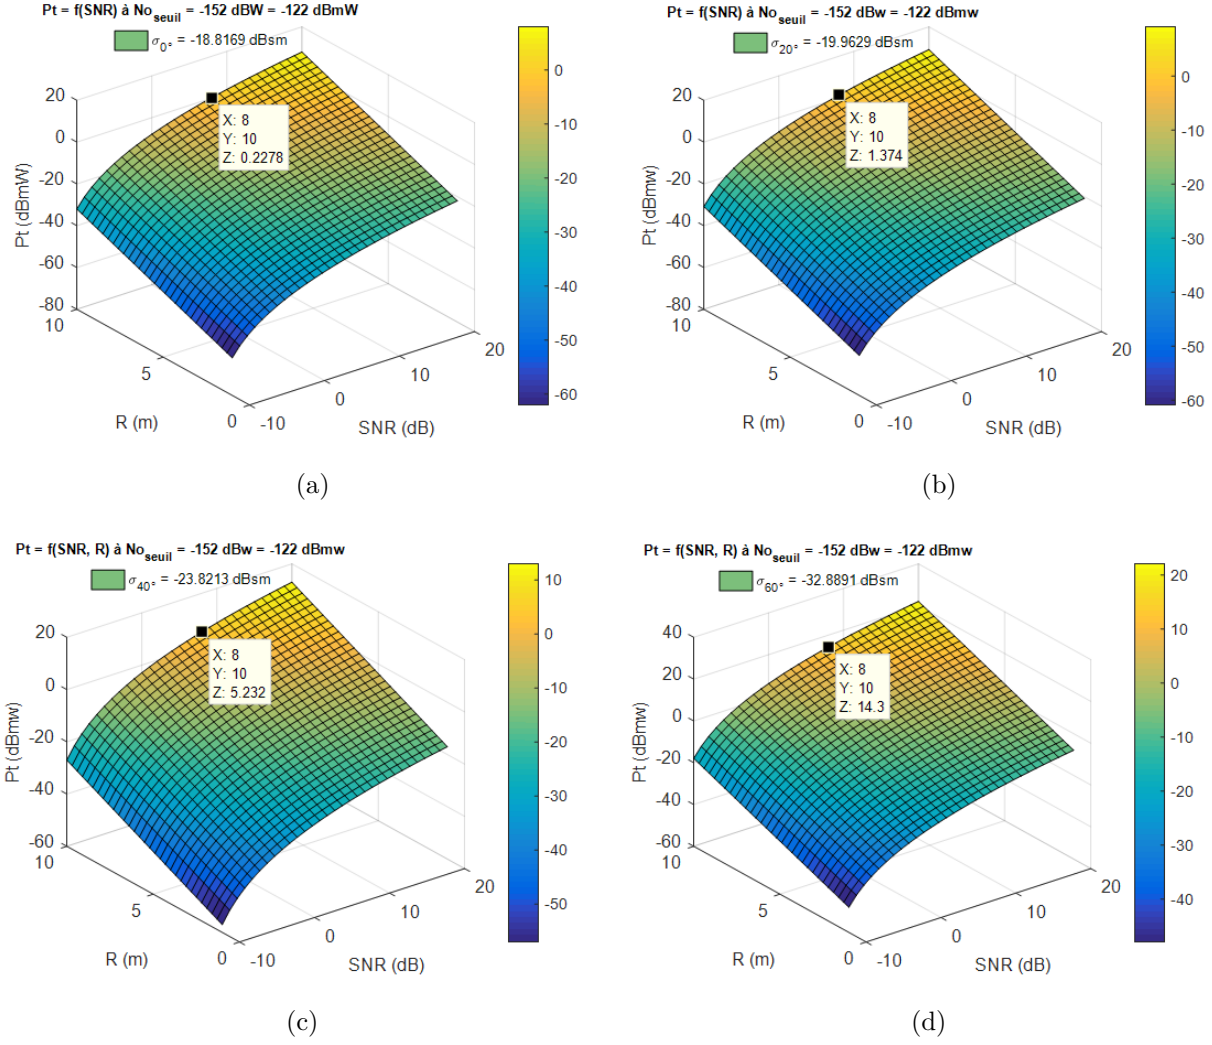 Pt = f(SNR) à No_seuil = -152 dBW = -122 dBmW
σ_0° = -18.8169 dBsm
X: 8
Y: 10
Z: 0.2278
20
0
-20
-40
-60
-80
Pt (dBmW)
10
5
0
R (m)
-10
0
10
20
SNR (dB)
0
-10
-20
-30
-40
-50
-60
(a)
Pt = f(SNR) à No_seuil = -152 dBw = -122 dBmw
σ_20° = -19.9629 dBsm
X: 8
Y: 10
Z: 1.374
20
0
-20
-40
-60
-80
Pt (dBmw)
10
5
0
R (m)
-10
0
10
20
SNR (dB)
0
-10
-20
-30
-40
-50
-60
(b)
Pt = f(SNR, R) à No_seuil = -152 dBw = -122 dBmw
σ_40° = -23.8213 dBsm
X: 8
Y: 10
Z: 5.232
20
0
-20
-40
-60
Pt (dBmw)
10
5
0
R (m)
-10
0
10
20
SNR (dB)
10
0
-10
-20
-30
-40
-50
(c)
Pt = f(SNR, R) à No_seuil = -152 dBw = -122 dBmw
σ_60° = -32.8891 dBsm
X: 8
Y: 10
Z: 14.3
40
20
0
-20
-40
-60
Pt (dBmw)
10
5
0
R (m)
-10
0
10
20
SNR (dB)
20
10
0
-10
-20
-30
-40
(d)